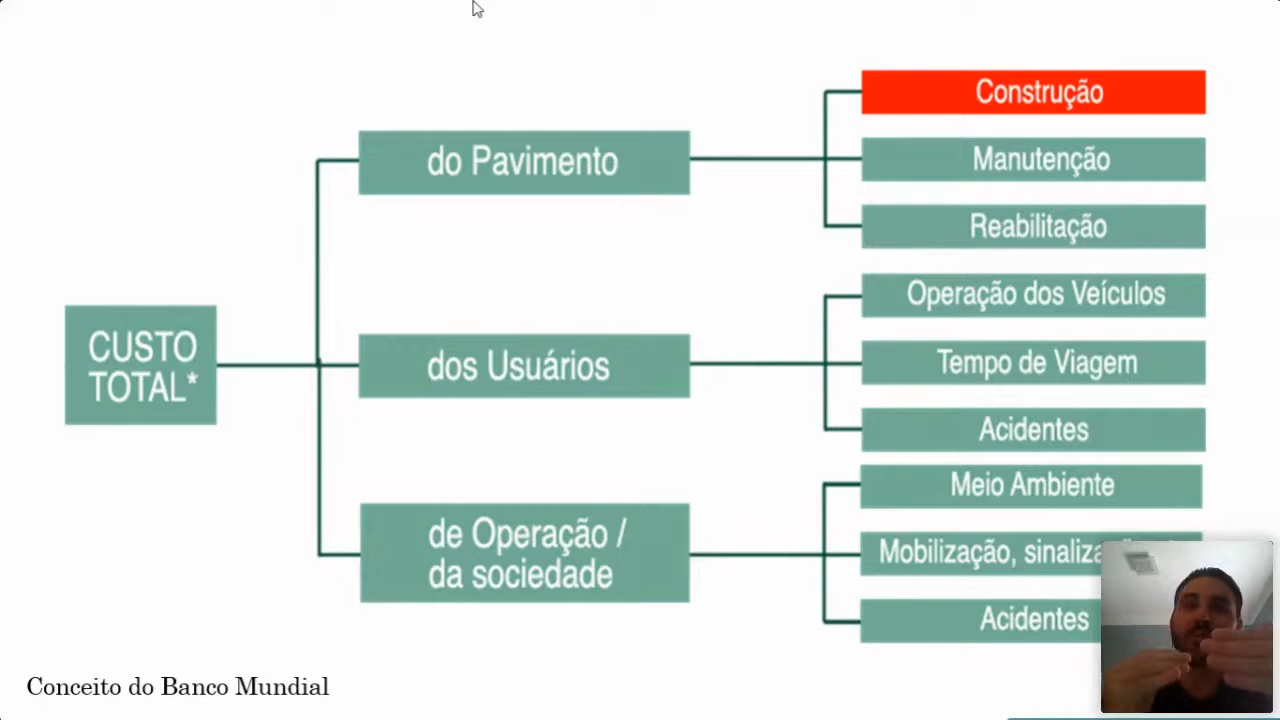 CUSTO
TOTAL*
do Pavimento
Construção
Manutenção
Reabilitação
dos Usuários
Operação dos Veículos
Tempo de Viagem
Acidentes
de Operação /
da sociedade
Meio Ambiente
Mobilização,
Acidentes
Conceito do Banco Mundial